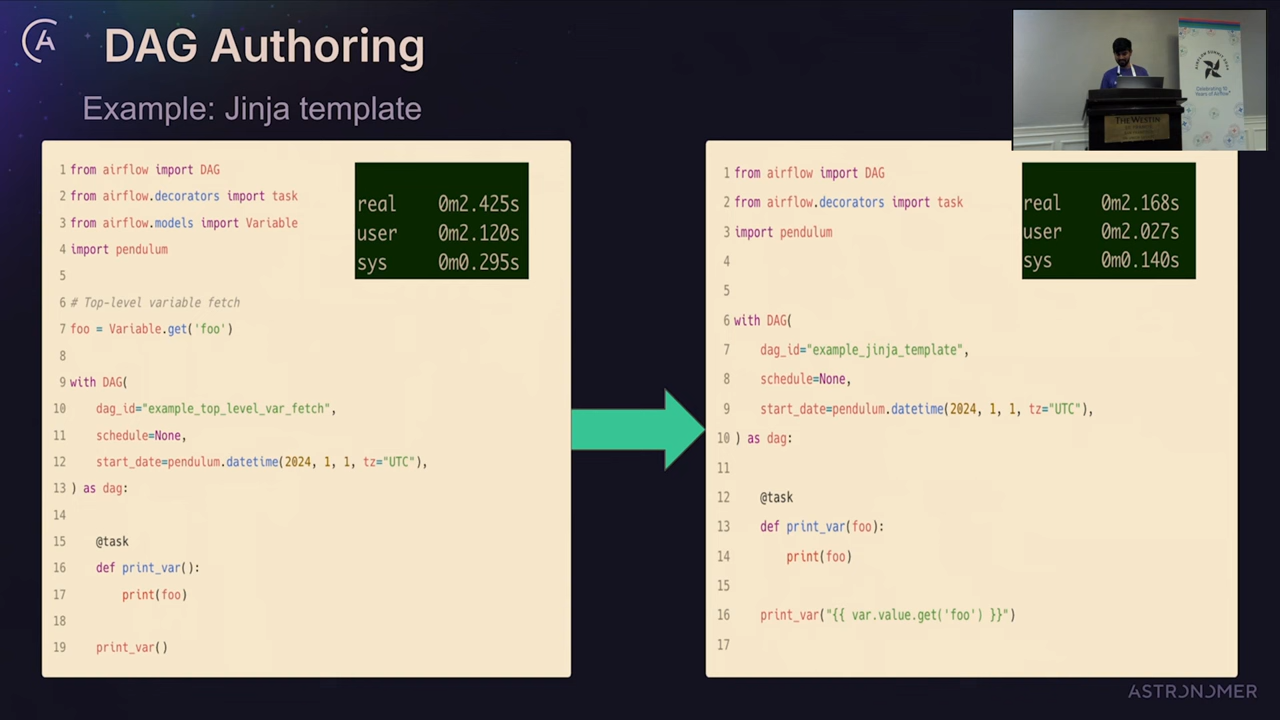 DAG Authoring
Example: Jinja template
1 from airflow import DAG
2 from airflow.decorators import task
3 from airflow.models import Variable
4 import pendulum
5
6 # Top-level variable fetch
7 foo = Variable.get('foo')
8
9 with DAG(
10 dag_id="example_top_level_var_fetch",
11 schedule=None,
12 start_date=pendulum.datetime(2024, 1, 1, tz="UTC"),
13 ) as dag:
14
15 @task
16 def print_var():
17 print(foo)
18
19 print_var()
real 0m2.425s
user 0m2.120s
sys 0m0.295s
1 from airflow import DAG
2 from airflow.decorators import task
3 import pendulum
4
5
6 with DAG(
7 dag_id="example_jinja_template",
8 schedule=None,
9 start_date=pendulum.datetime(2024, 1, 1, tz="UTC"),
10 ) as dag:
11
12 @task
13 def print_var(foo):
14 print(foo)
15
16 print_var("{{ var.value.get('foo') }}")
17
real 0m2.168s
user 0m2.027s
sys 0m0.140s
THE WESTIN
Celebrating 10
Years of Airflow
ASTRONOMER